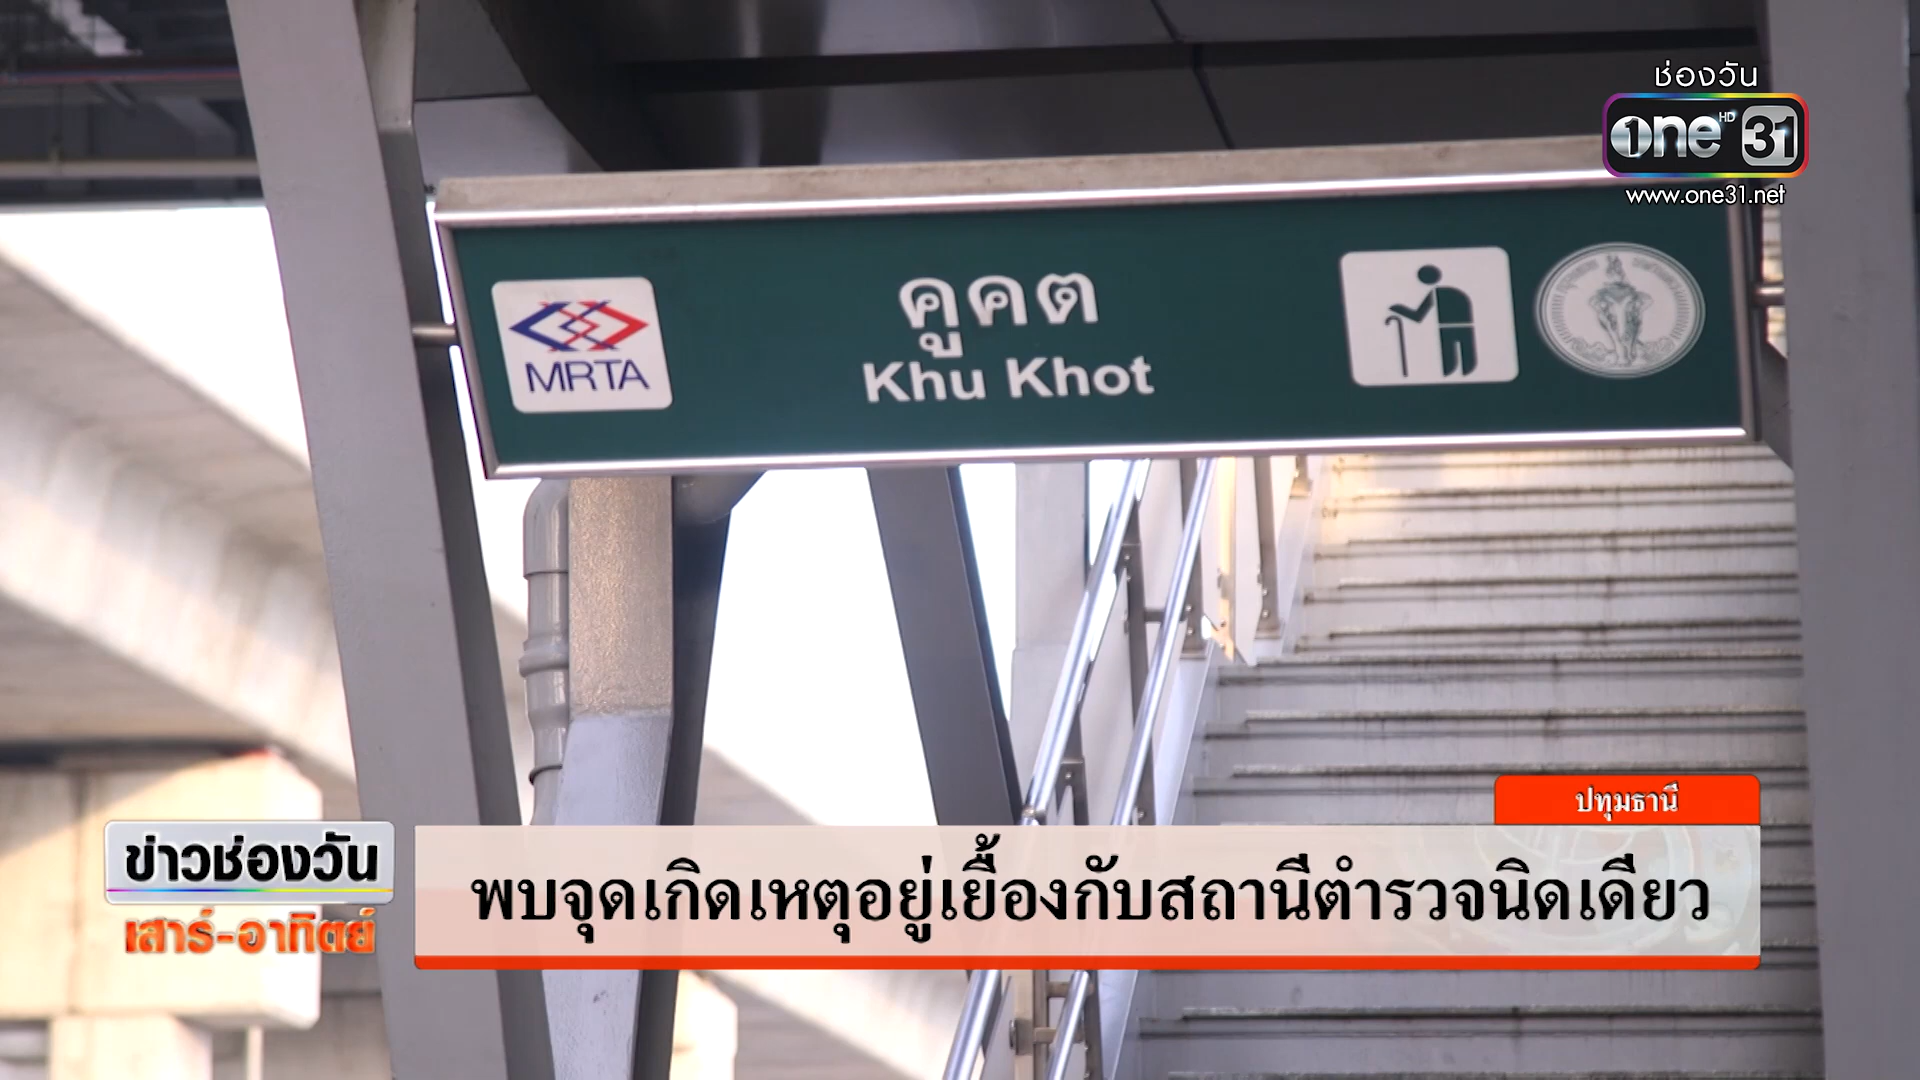 ช่องวัน
one HD 31
www.one31.net
MRTA
คูคต
Khu Khot
ปทุมธานี
ข่าวช่องวัน
เสาร์-อาทิตย์
พบจุดเกิดเหตุอยู่เยื้องกับสถานีตำรวจนิดเดียว